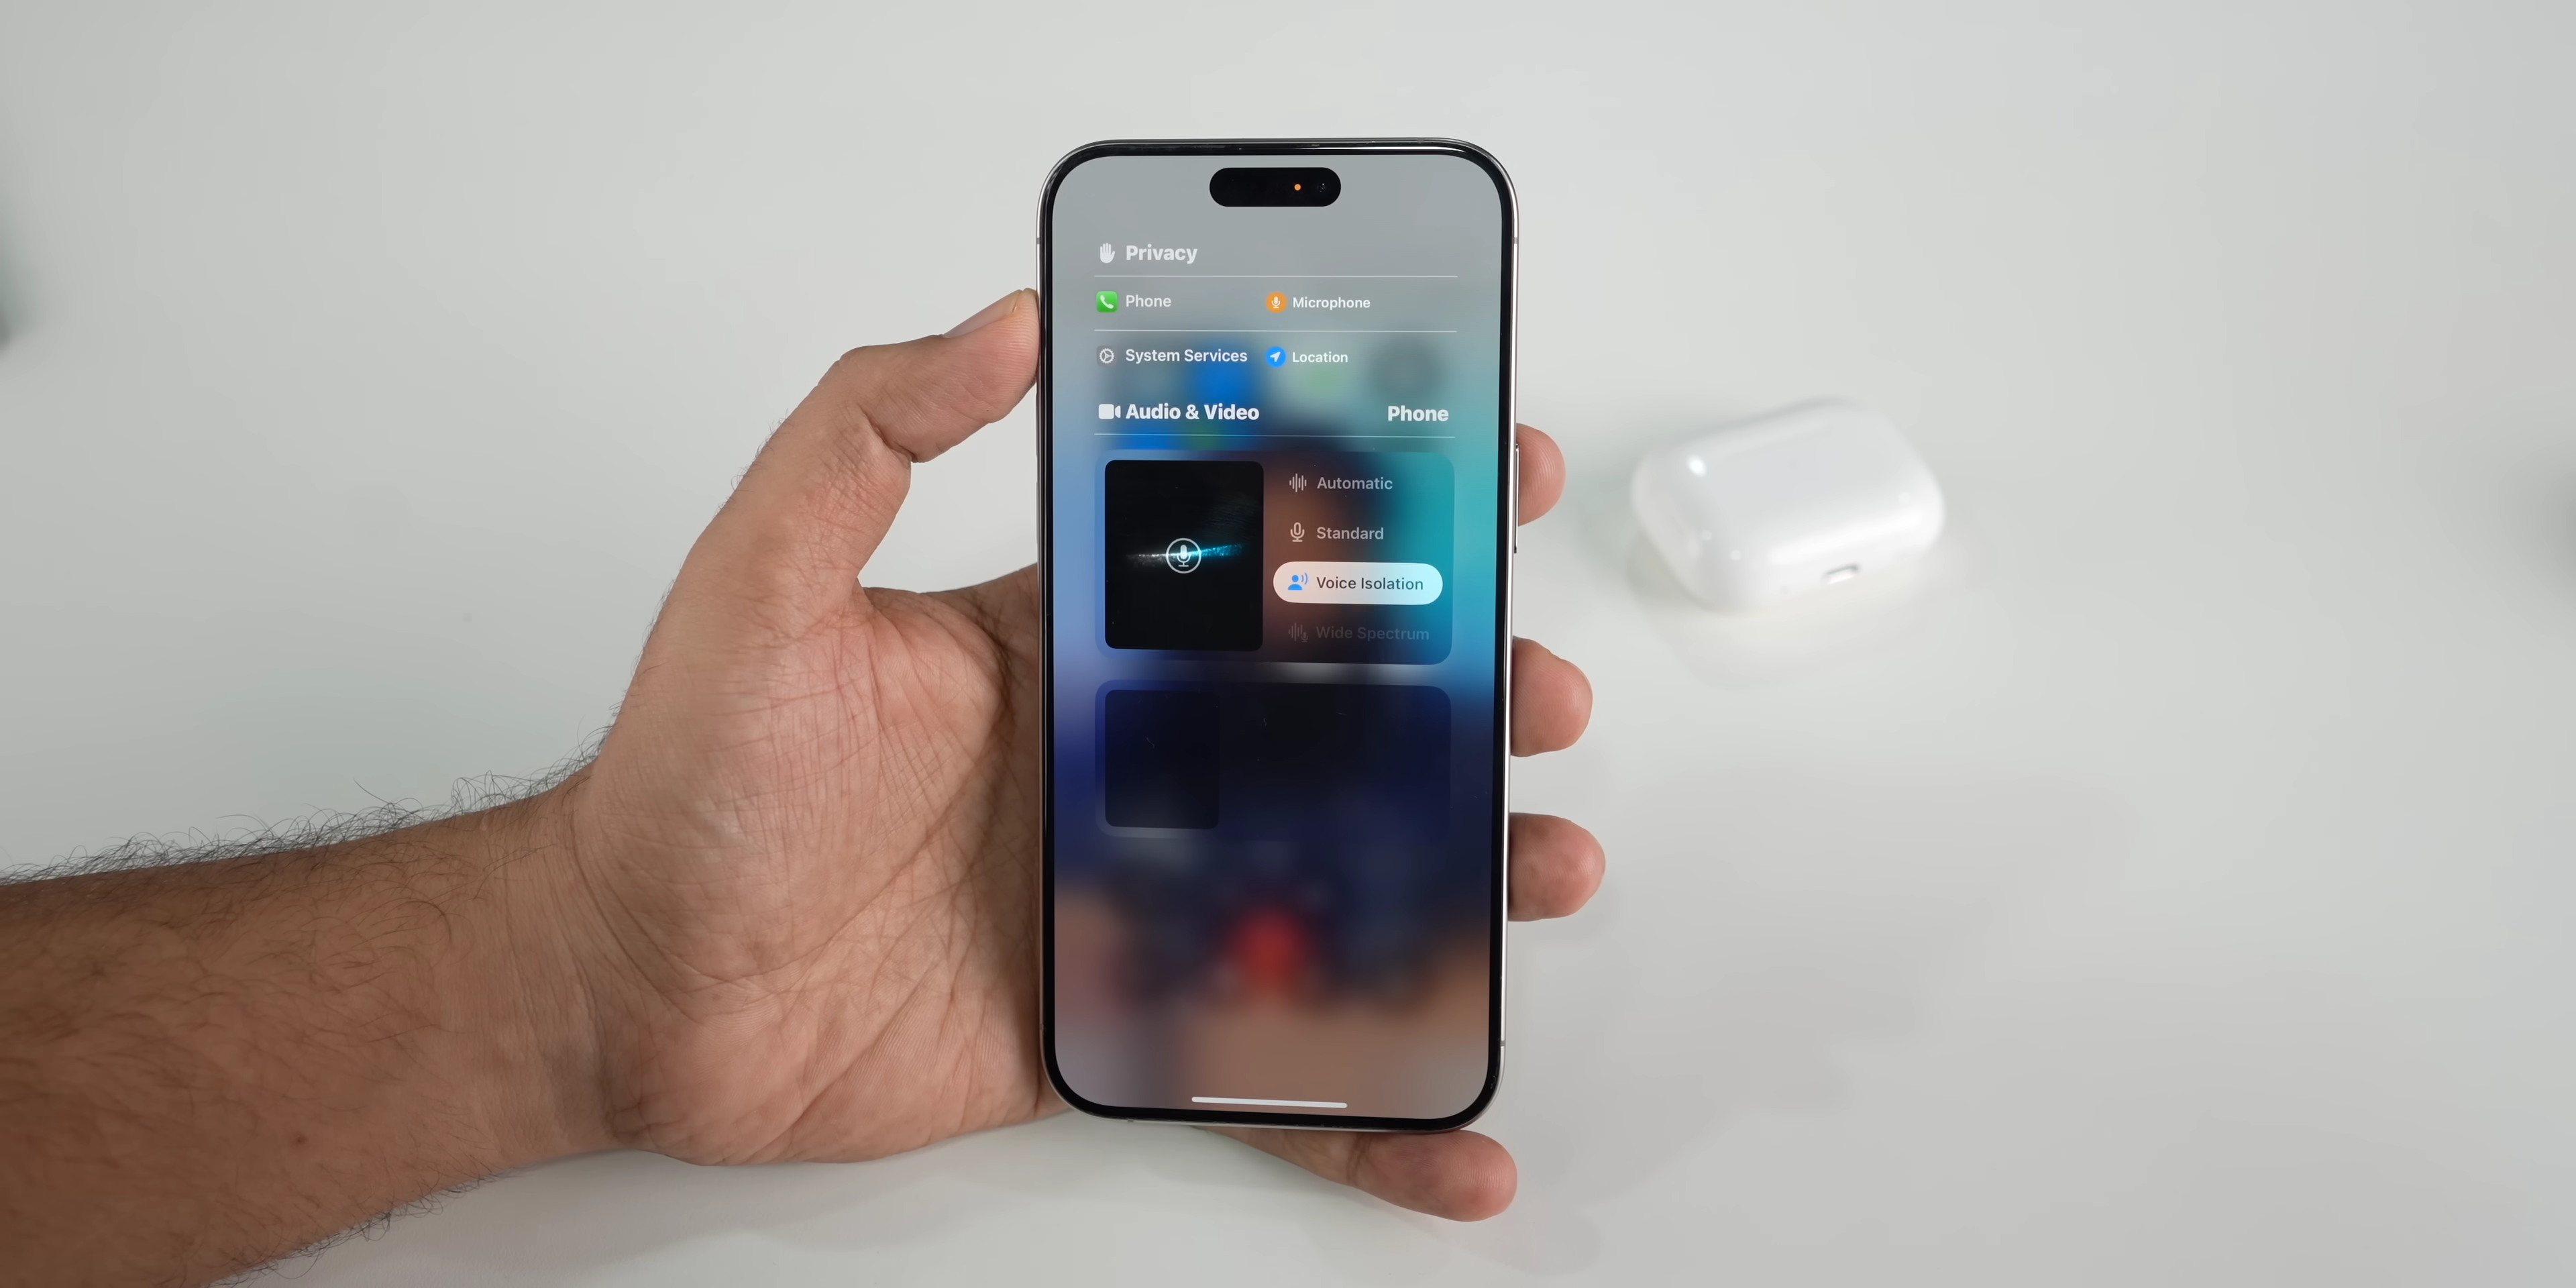 Privacy
Phone Microphone
System Services Location
Audio & Video Phone
Automatic
Standard
Voice Isolation
Wide Spectrum